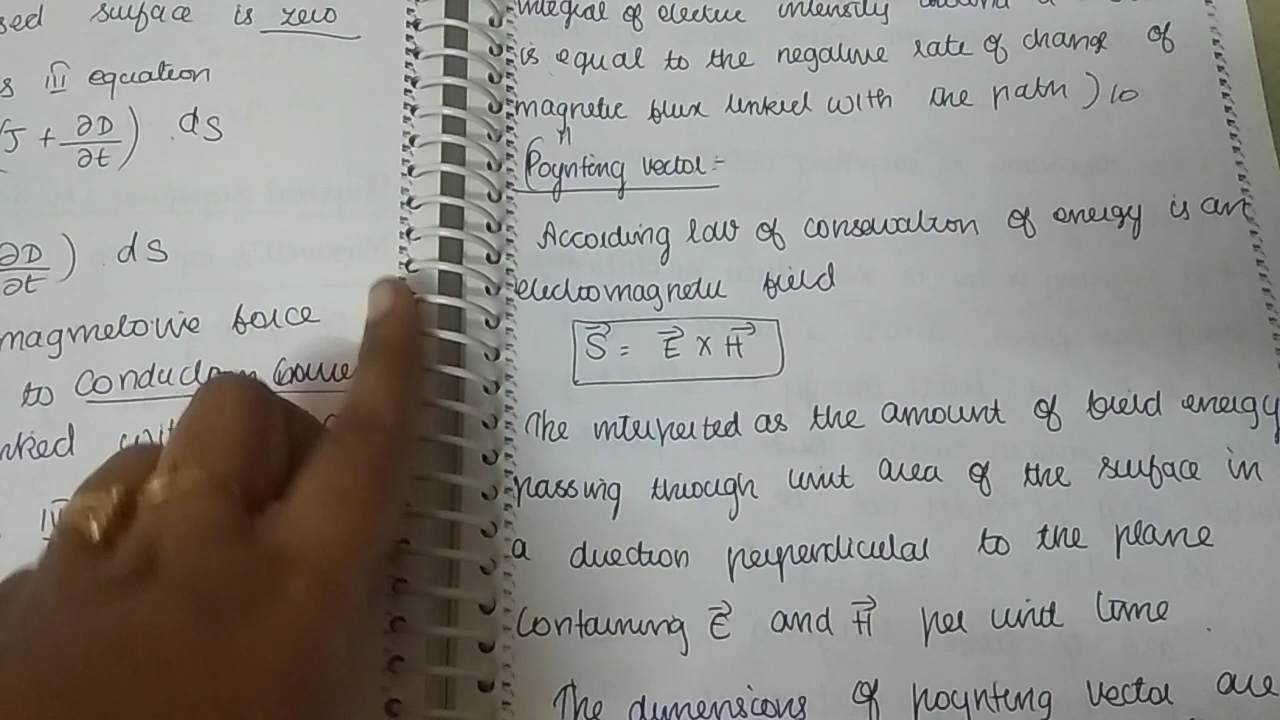 sed surface is zero
s III equation
(J + ∂D/∂t) . ds
∂D/∂t) ds
magnetove force
to conduction
nked
integral of electric intensity around a
is equal to the negative rate of change of
magnetic flux linked with the path) 10
Poynting vector:-
According law of conservation of energy is an
electromagnetic field
S⃗ = E⃗ x H⃗
The interpreted as the amount of field energy
passing through unit area of the surface in
a direction perpendicular to the plane
containing E⃗ and H⃗ per unit time.
The dimensions of poynting vector are